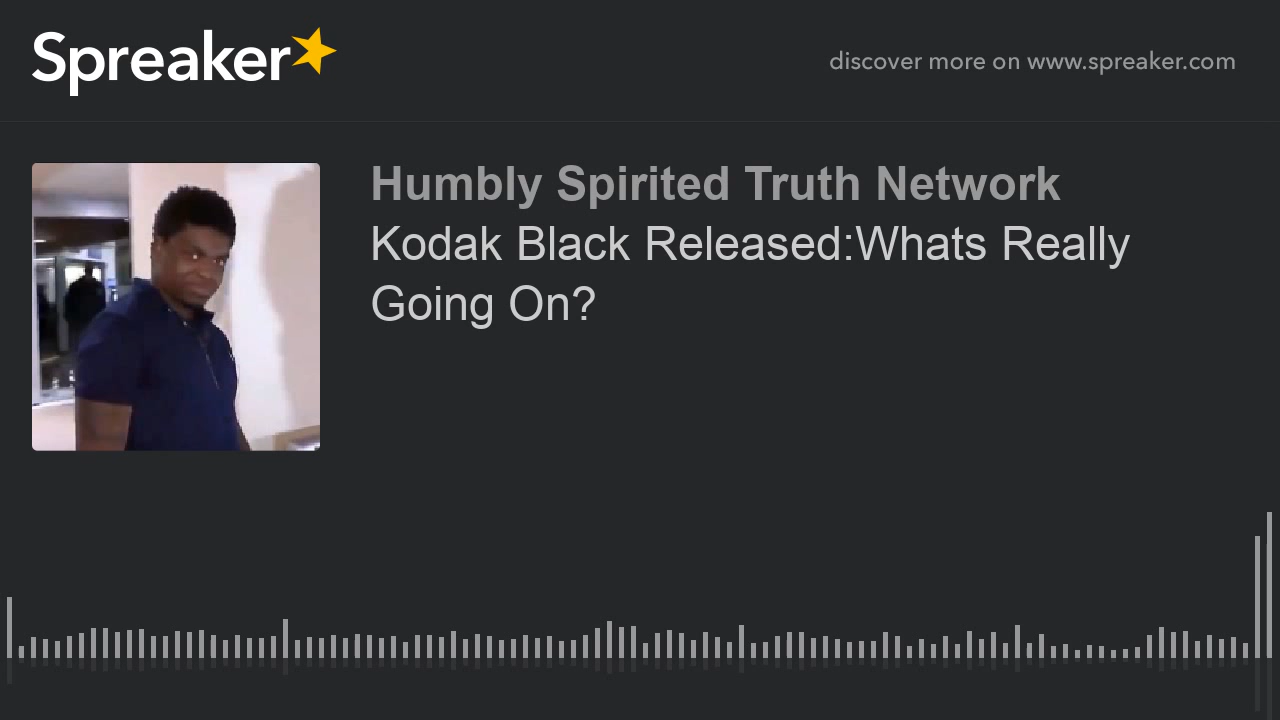 Spreaker
discover more on www.spreaker.com
Humbly Spirited Truth Network
Kodak Black Released:Whats Really
Going On?